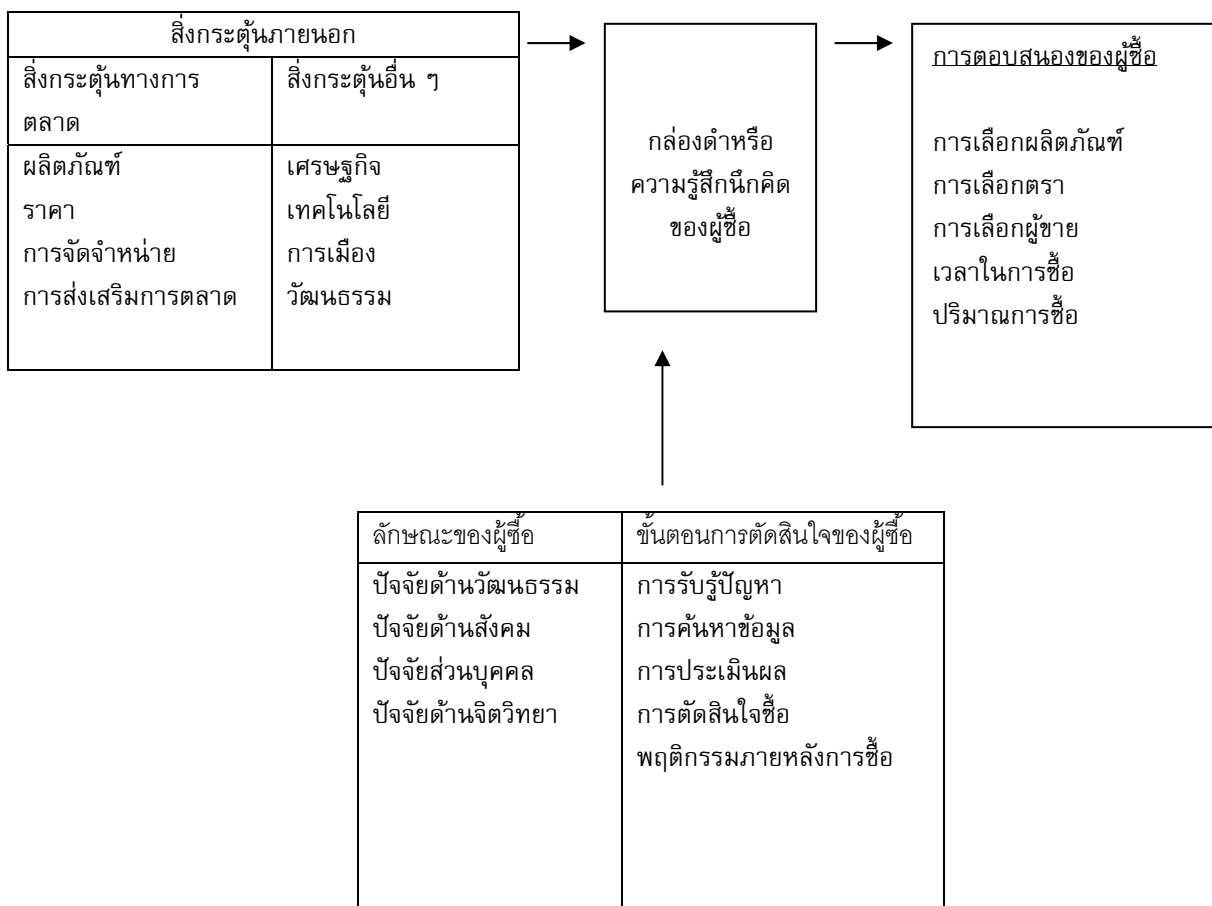 สิ่งกระตุ้นภายนอก
สิ่งกระตุ้นทางการ
ตลาด
สิ่งกระตุ้นอื่น ๆ
ผลิตภัณฑ์
ราคา
การจัดจำหน่าย
การส่งเสริมการตลาด
เศรษฐกิจ
เทคโนโลยี
การเมือง
วัฒนธรรม
กล่องดำหรือ
ความรู้สึกนึกคิด
ของผู้ซื้อ
การตอบสนองของผู้ซื้อ
การเลือกผลิตภัณฑ์
การเลือกตรา
การเลือกผู้ขาย
เวลาในการซื้อ
ปริมาณการซื้อ
ลักษณะของผู้ซื้อ
ปัจจัยด้านวัฒนธรรม
ปัจจัยด้านสังคม
ปัจจัยส่วนบุคคล
ปัจจัยด้านจิตวิทยา
ขั้นตอนการตัดสินใจของผู้ซื้อ
การรับรู้ปัญหา
การค้นหาข้อมูล
การประเมินผล
การตัดสินใจซื้อ
พฤติกรรมภายหลังการซื้อ